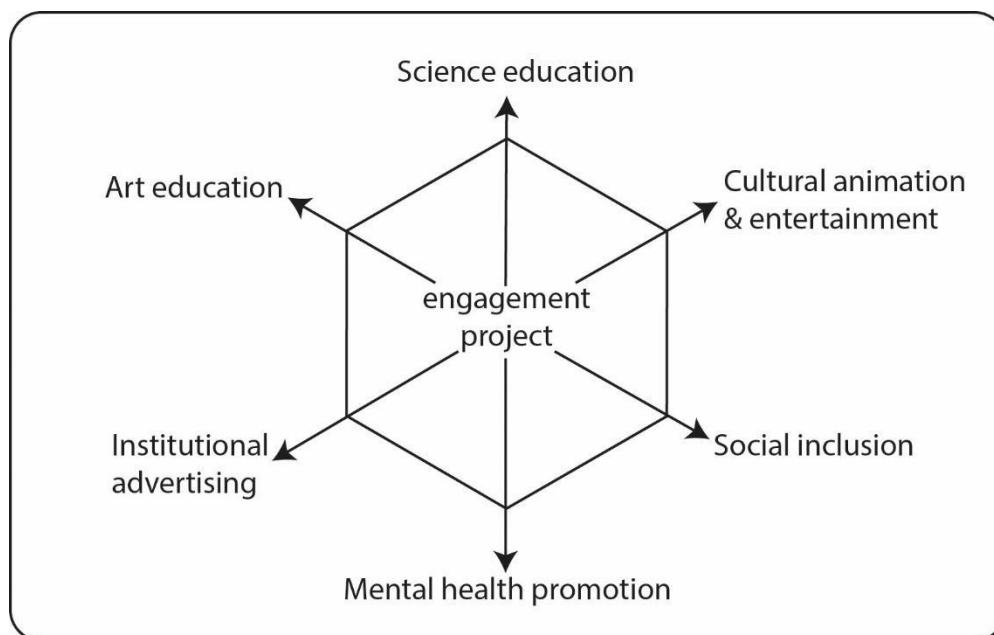 Science education
Art education
Cultural animation
& entertainment
engagement
project
Institutional
advertising
Social inclusion
Mental health promotion